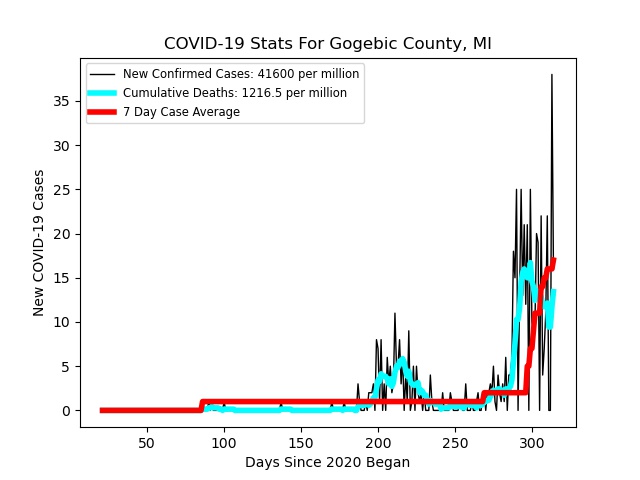 COVID-19 Stats For Gogebic County, MI
New Confirmed Cases: 41600 per million
Cumulative Deaths: 1216.5 per million
7 Day Case Average
New COVID-19 Cases
35
30
25
20
15
10
5
0
50 100 150 200 250 300
Days Since 2020 Began